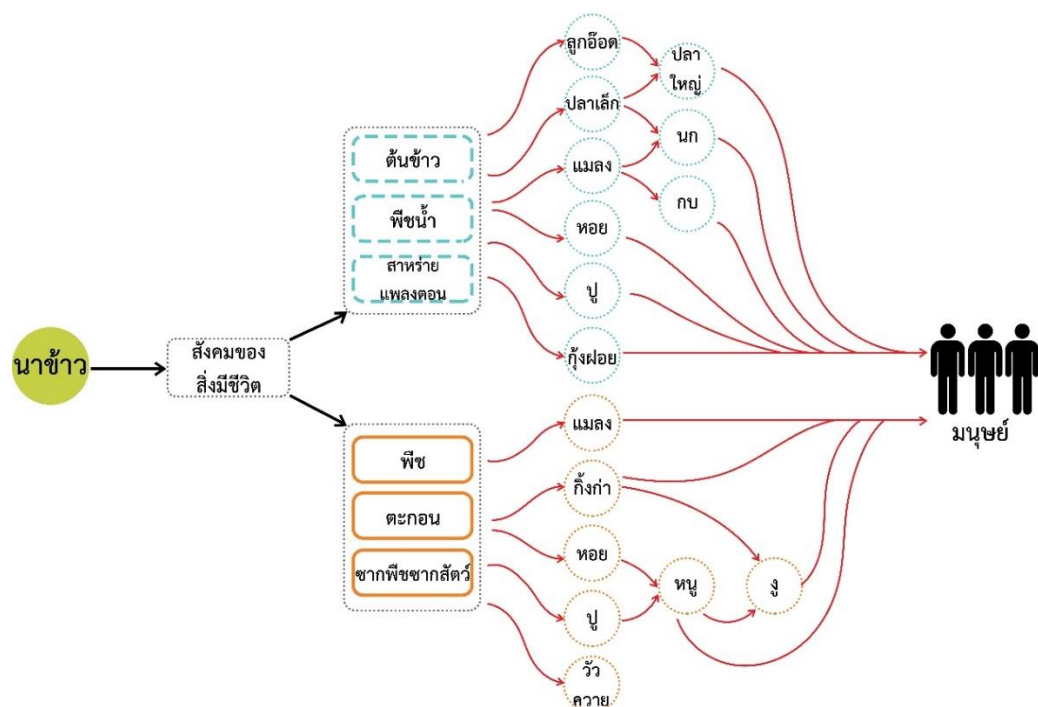 นาข้าว
สังคมของ
สิ่งมีชีวิต
ต้นข้าว
พืชน้ำ
สาหร่าย
แพลงตอน
ลูกอ๊อด
ปลาเล็ก
แมลง
หอย
ปู
กุ้งฝอย
ปลา
ใหญ่
นก
กบ
พืช
ตะกอน
ซากพืชซากสัตว์
แมลง
กิ้งก่า
หอย
ปู
วัว
ควาย
หนู
งู
มนุษย์